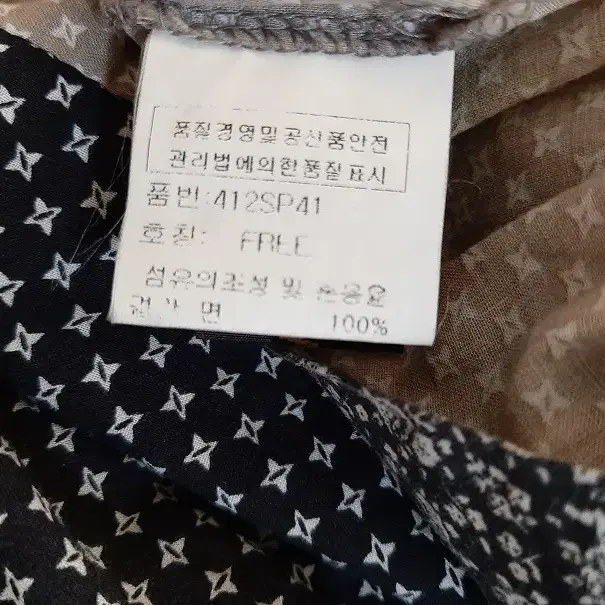 품질경영및공산품안전
관리법에의한품질표시
품번:412SP41
호칭: FREE
섬유의조성 및 혼용율
겉감 면 100%